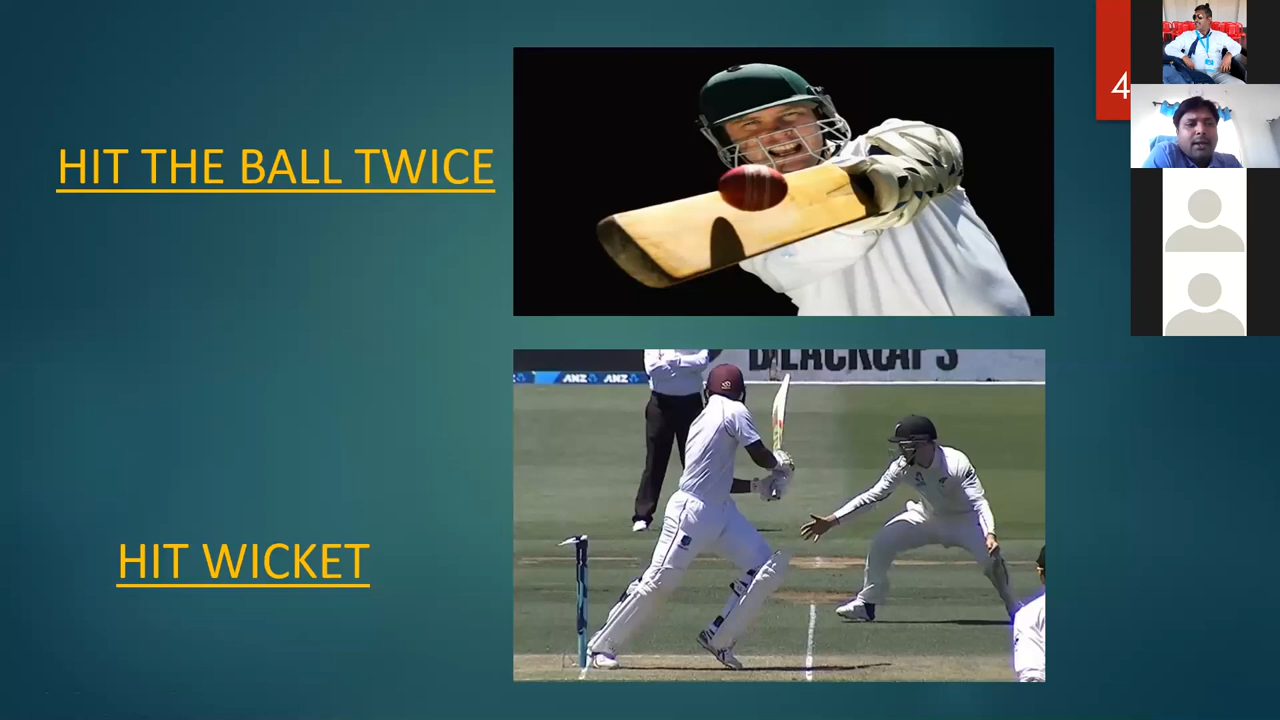 4
HIT THE BALL TWICE
BLACKCAPS
ANZ ANZ
HIT WICKET